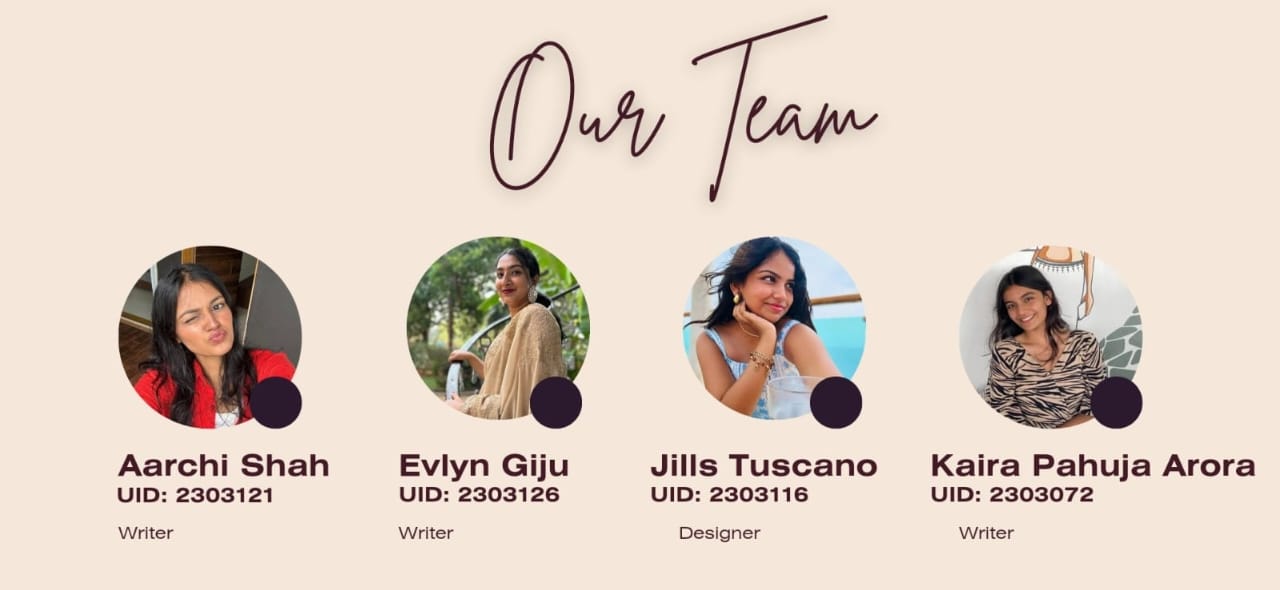 Our Team
Aarchi Shah
UID: 2303121
Writer
Evlyn Giju
UID: 2303126
Writer
Jills Tuscano
UID: 2303116
Designer
Kaira Pahuja Arora
UID: 2303072
Writer